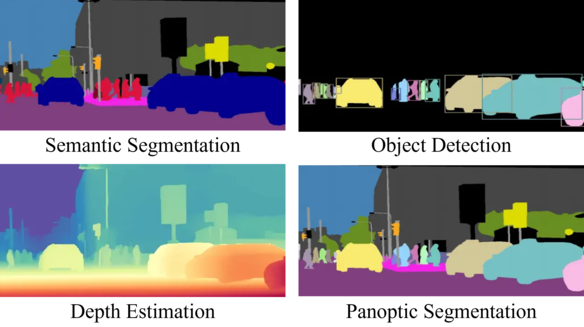 Semantic Segmentation
Object Detection
Depth Estimation
Panoptic Segmentation